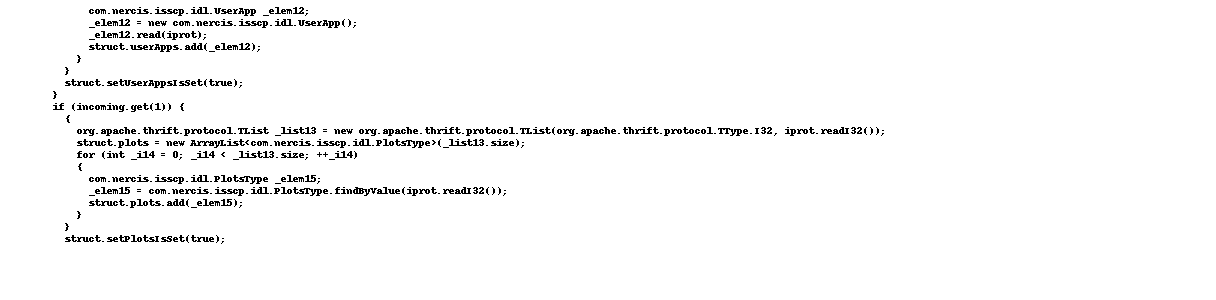 com.nercis.isscp.idl.UserApp _elem12;
_elem12 = new com.nercis.isscp.idl.UserApp();
_elem12.read(iprot);
struct.userApps.add(_elem12);
}
}
struct.setUserAppsIsSet(true);
}
if (incoming.get(1)) {
{
org.apache.thrift.protocol.TList _list13 = new org.apache.thrift.protocol.TList(org.apache.thrift.protocol.TType.I32, iprot.readI32());
struct.plots = new ArrayList<com.nercis.isscp.idl.PlotsType>(_list13.size);
for (int _i14 = 0; _i14 < _list13.size; ++_i14)
{
com.nercis.isscp.idl.PlotsType _elem15;
_elem15 = com.nercis.isscp.idl.PlotsType.findByValue(iprot.readI32());
struct.plots.add(_elem15);
}
}
struct.setPlotsIsSet(true);